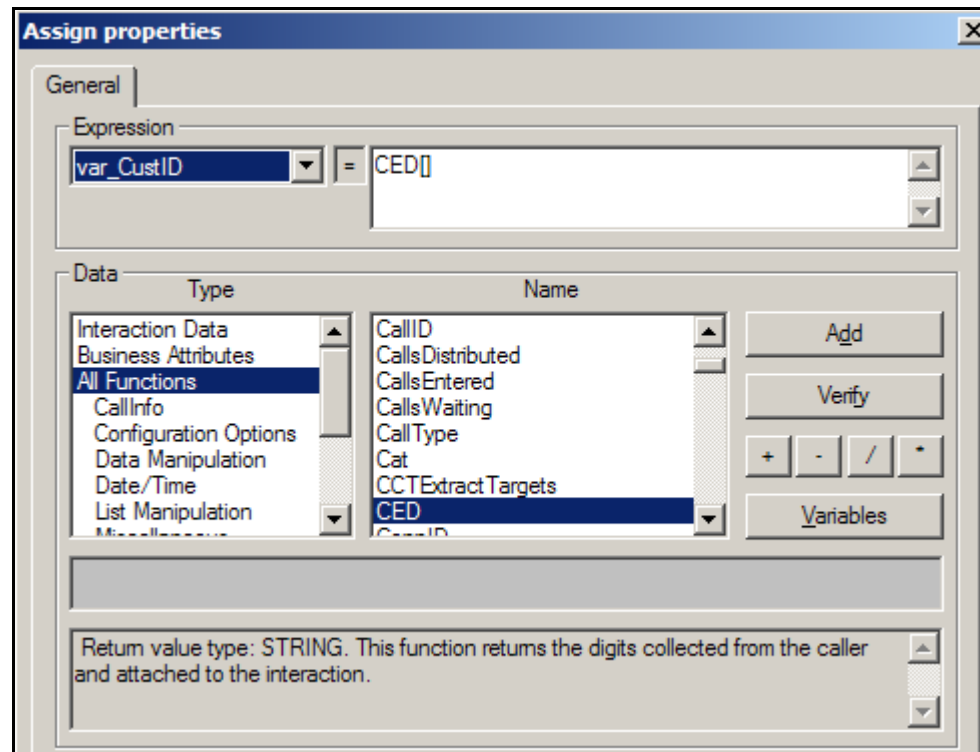 Assign properties
General
Expression
var_CustID = CED[]
Data
Type Name
Interaction Data
Business Attributes
All Functions
CallInfo
Configuration Options
Data Manipulation
Date/Time
List Manipulation
Miscellaneous
CallID
CallsDistributed
CallsEntered
CallsWaiting
CallType
Cat
CCTExtractTargets
CED
ConnID
Add
Verify
+ - / *
Variables
Return value type: STRING. This function returns the digits collected from the caller
and attached to the interaction.